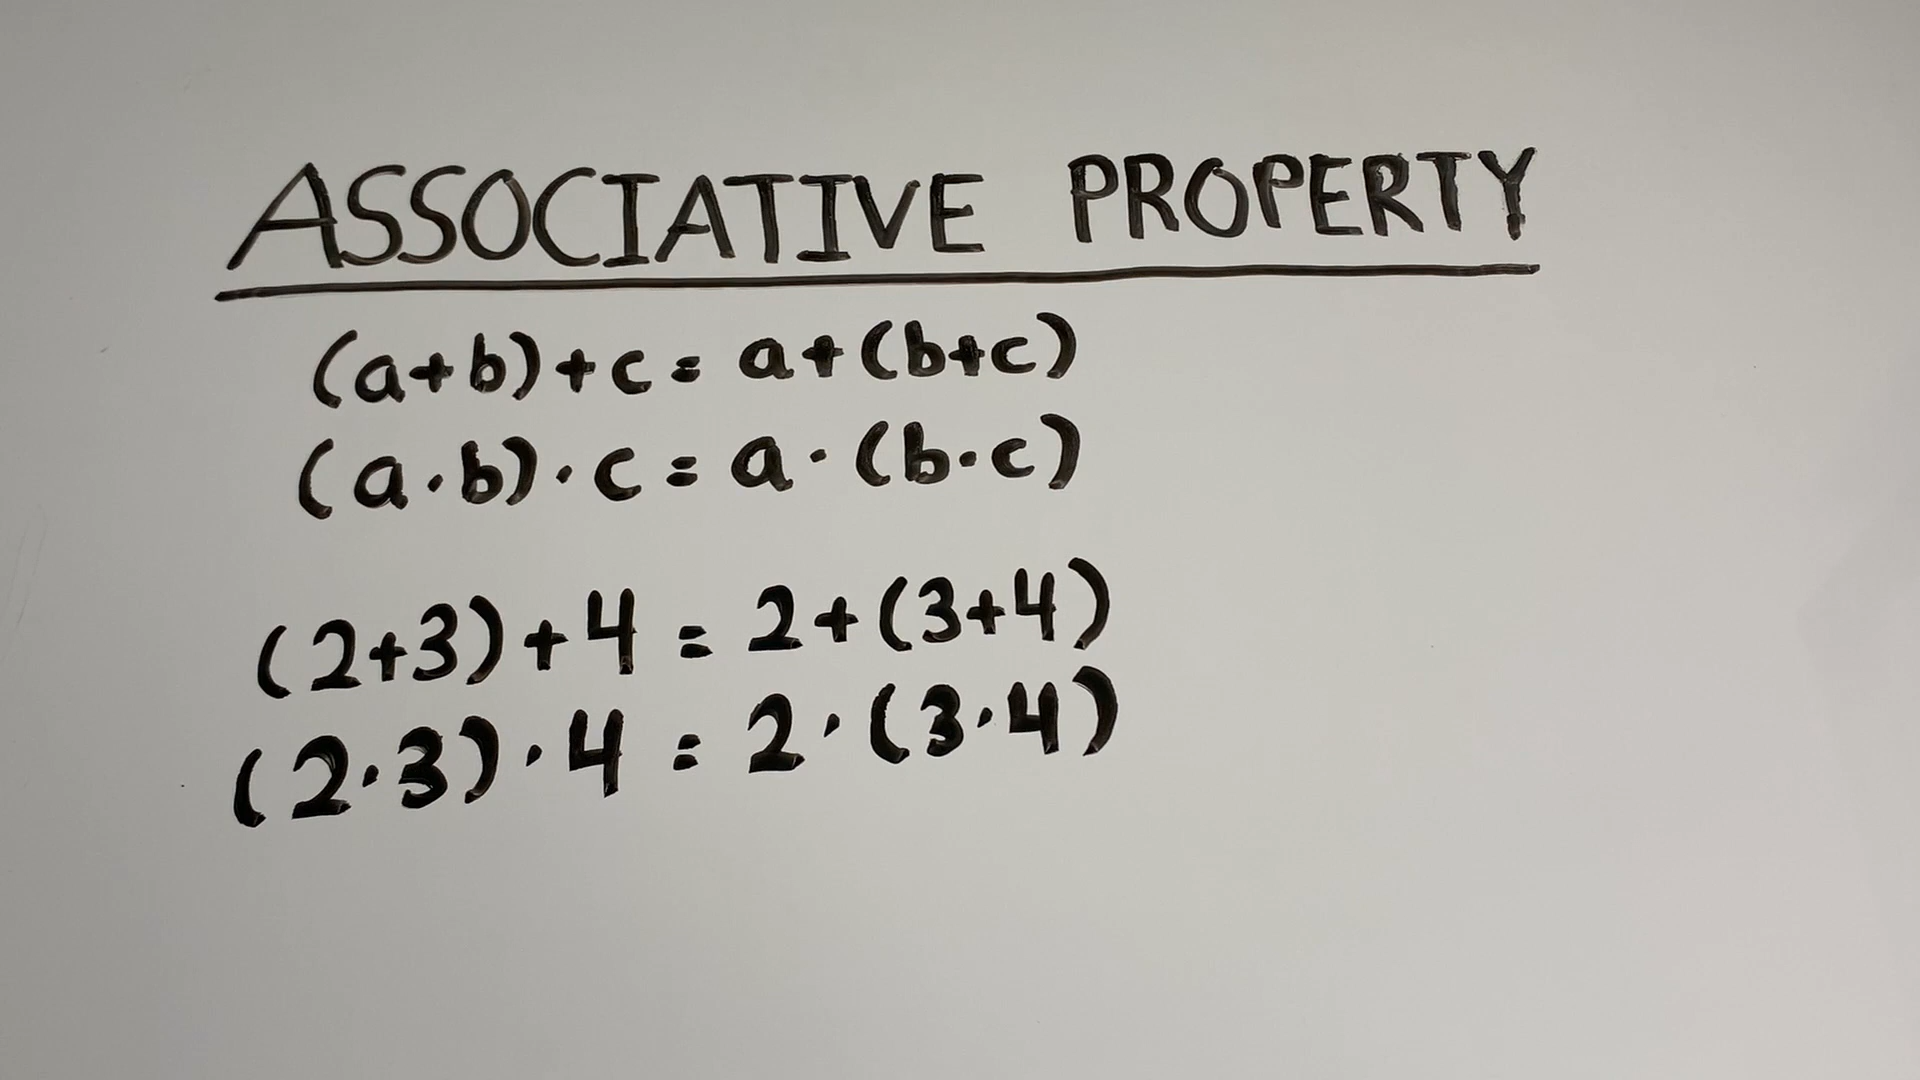 ASSOCIATIVE PROPERTY
(a+b)+c = a+(b+c)
(a·b)·c = a·(b·c)
(2+3)+4 = 2+(3+4)
(2·3)·4 = 2·(3·4)